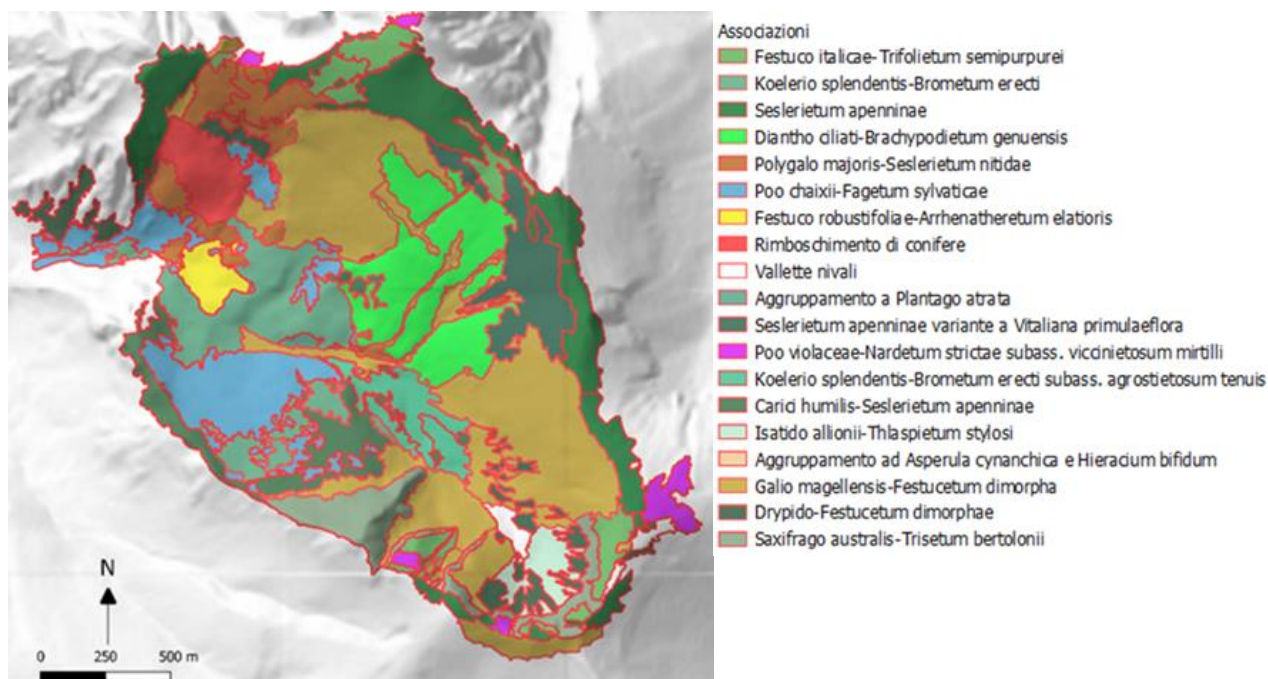 Associazioni
Festuco italicae-Trifolietum semipurpurei
Koelerio splendentis-Brometum erecti
Seslerietum apenninae
Diantho ciliati-Brachypodietum genuensis
Polygalo majoris-Seslerietum nitidae
Poo chaixii-Fagetum sylvaticae
Festuco robustifoliae-Arrhenatheretum elatioris
Rimboschimento di conifere
Vallette nivali
Aggruppamento a Plantago atrata
Seslerietum apenninae variante a Vitaliana primulaeflora
Poo violaceae-Nardetum strictae subass. viccinietosum mirtilli
Koelerio splendentis-Brometum erecti subass. agrostietosum tenuis
Carici humilis-Seslerietum apenninae
Isatido allionii-Thlaspietum stylosi
Aggruppamento ad Asperula cynanchica e Hieracium bifidum
Galio magellensis-Festucetum dimorpha
Drypido-Festucetum dimorphae
Saxifrago australis-Trisetum bertolonii
N
0 250 500 m